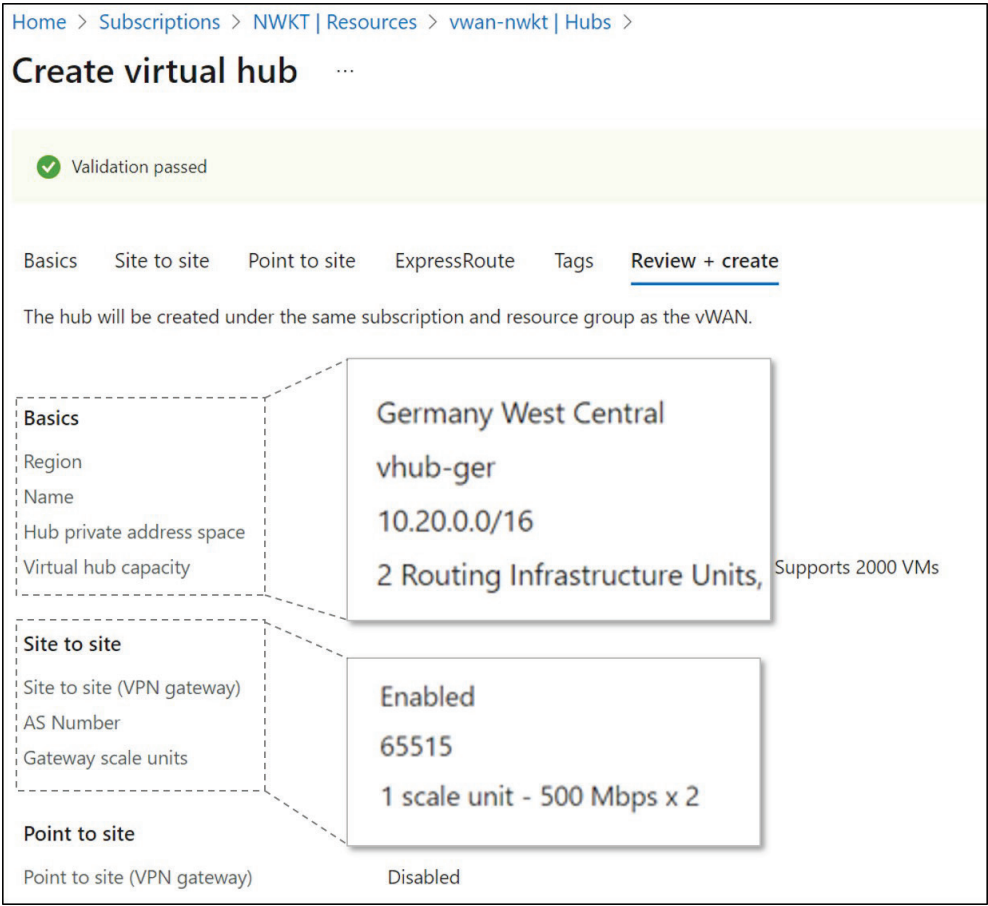 Home > Subscriptions > NWKT | Resources > vwan-nwkt | Hubs >
Create virtual hub ...
Validation passed
Basics Site to site Point to site ExpressRoute Tags Review + create
The hub will be created under the same subscription and resource group as the vWAN.
Basics
Region Germany West Central
Name vhub-ger
Hub private address space 10.20.0.0/16
Virtual hub capacity 2 Routing Infrastructure Units, Supports 2000 VMs
Site to site
Site to site (VPN gateway) Enabled
AS Number 65515
Gateway scale units 1 scale unit - 500 Mbps x 2
Point to site
Point to site (VPN gateway) Disabled